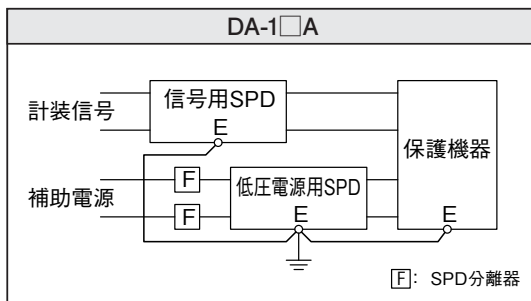 DA-1□A
計装信号
信号用SPD
E
保護機器
補助電源
F
低圧電源用SPD
F
E
E
F： SPD分離器